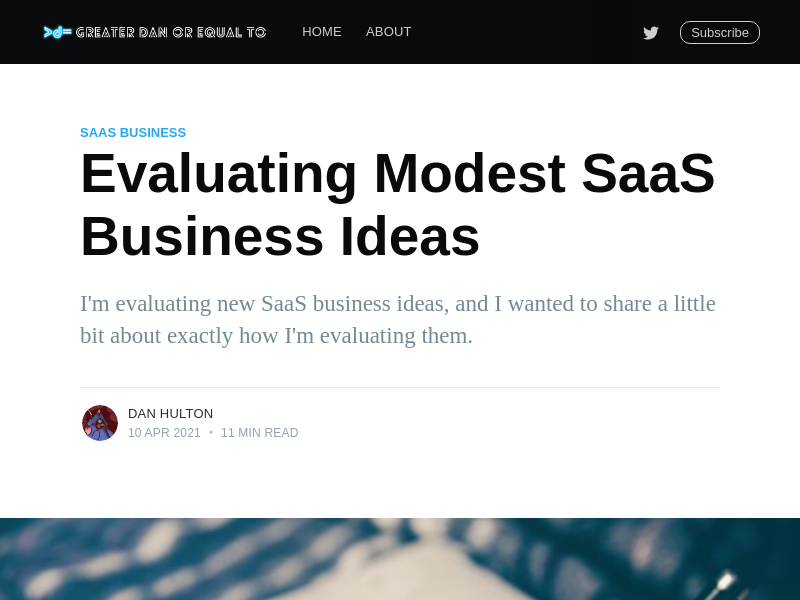 GREATER DAN OR EQUAL TO
HOME
ABOUT
Subscribe
SAAS BUSINESS
Evaluating Modest SaaS
Business Ideas
I'm evaluating new SaaS business ideas, and I wanted to share a little
bit about exactly how I'm evaluating them.
DAN HULTON
10 APR 2021 • 11 MIN READ